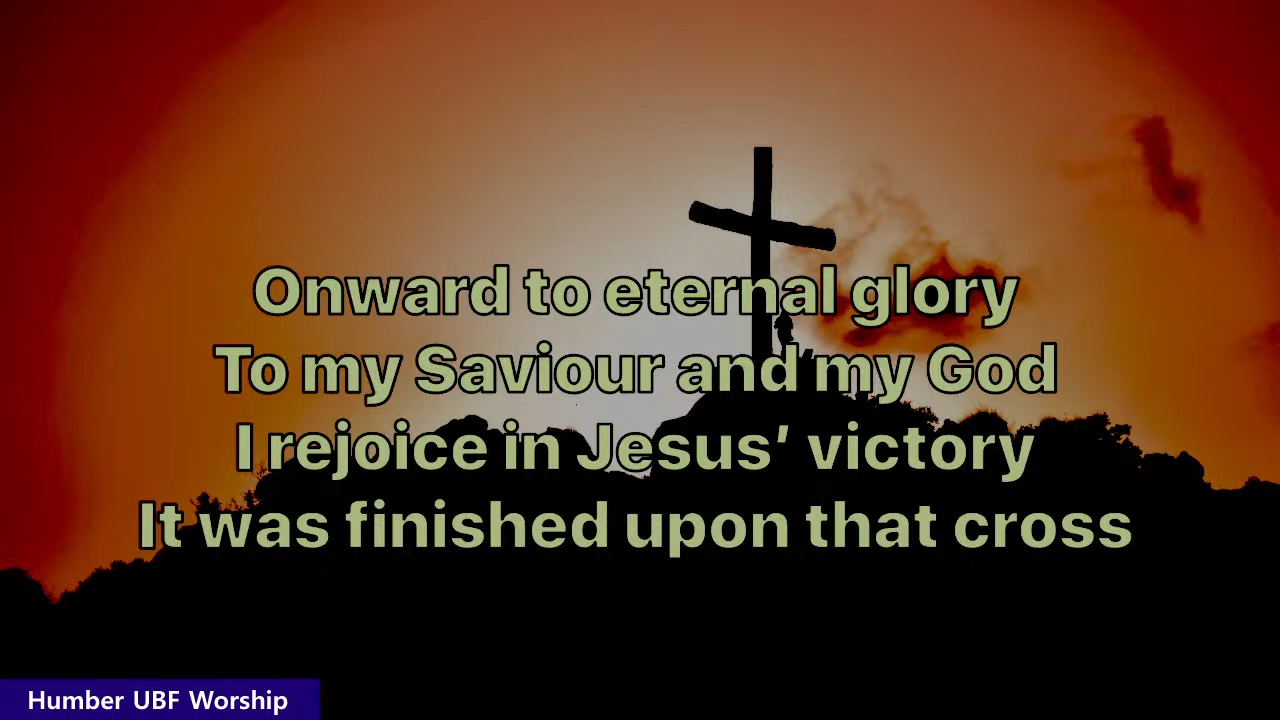 Onward to eternal glory
To my Saviour and my God
I rejoice in Jesus’ victory
It was finished upon that cross
Humber UBF Worship